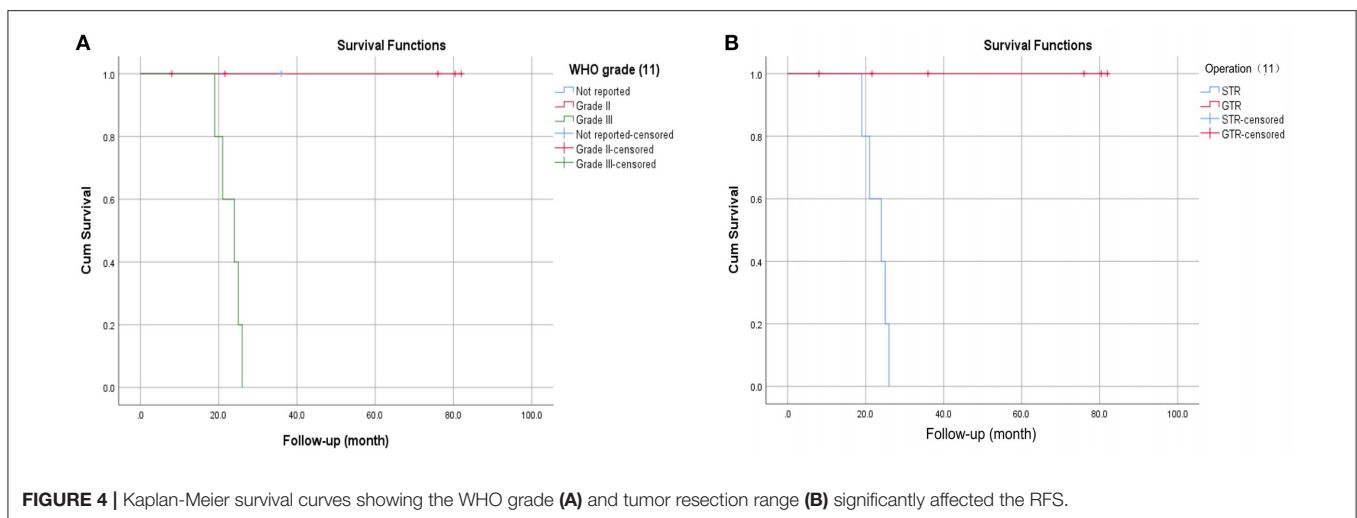 A
Survival Functions
1.0
0.8
0.6
0.4
0.2
0.0
Cum Survival
.0 20.0 40.0 60.0 80.0 100.0
Follow-up (month)
WHO grade (11)
Not reported
Grade II
Grade III
Not reported-censored
Grade II-censored
Grade III-censored
B
Survival Functions
1.0
0.8
0.6
0.4
0.2
0.0
Cum Survival
.0 20.0 40.0 60.0 80.0 100.0
Follow-up (month)
Operation（11）
STR
GTR
STR-censored
GTR-censored
FIGURE 4 | Kaplan-Meier survival curves showing the WHO grade (A) and tumor resection range (B) significantly affected the RFS.